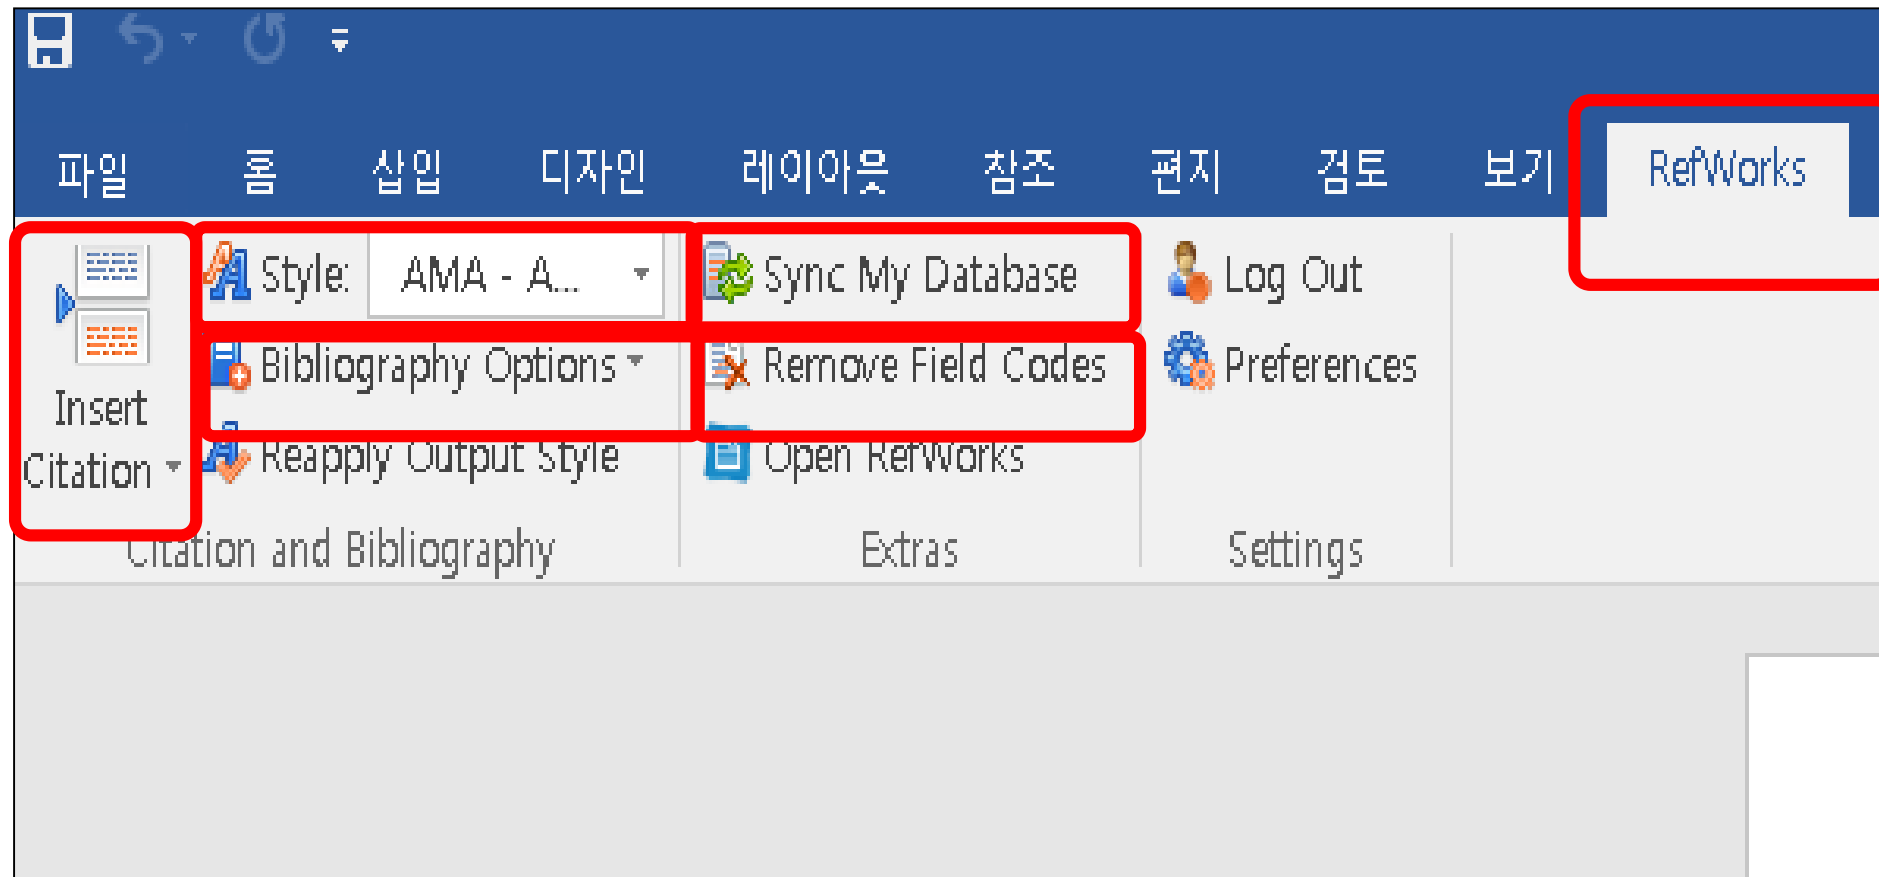 파일 홈 삽입 디자인 레이아웃 참조 편지 검토 보기 RefWorks
Insert
Citation
Style: AMA - A...
Bibliography Options
Reapply Output Style
Citation and Bibliography
Sync My Database
Remove Field Codes
Open RefWorks
Extras
Log Out
Preferences
Settings